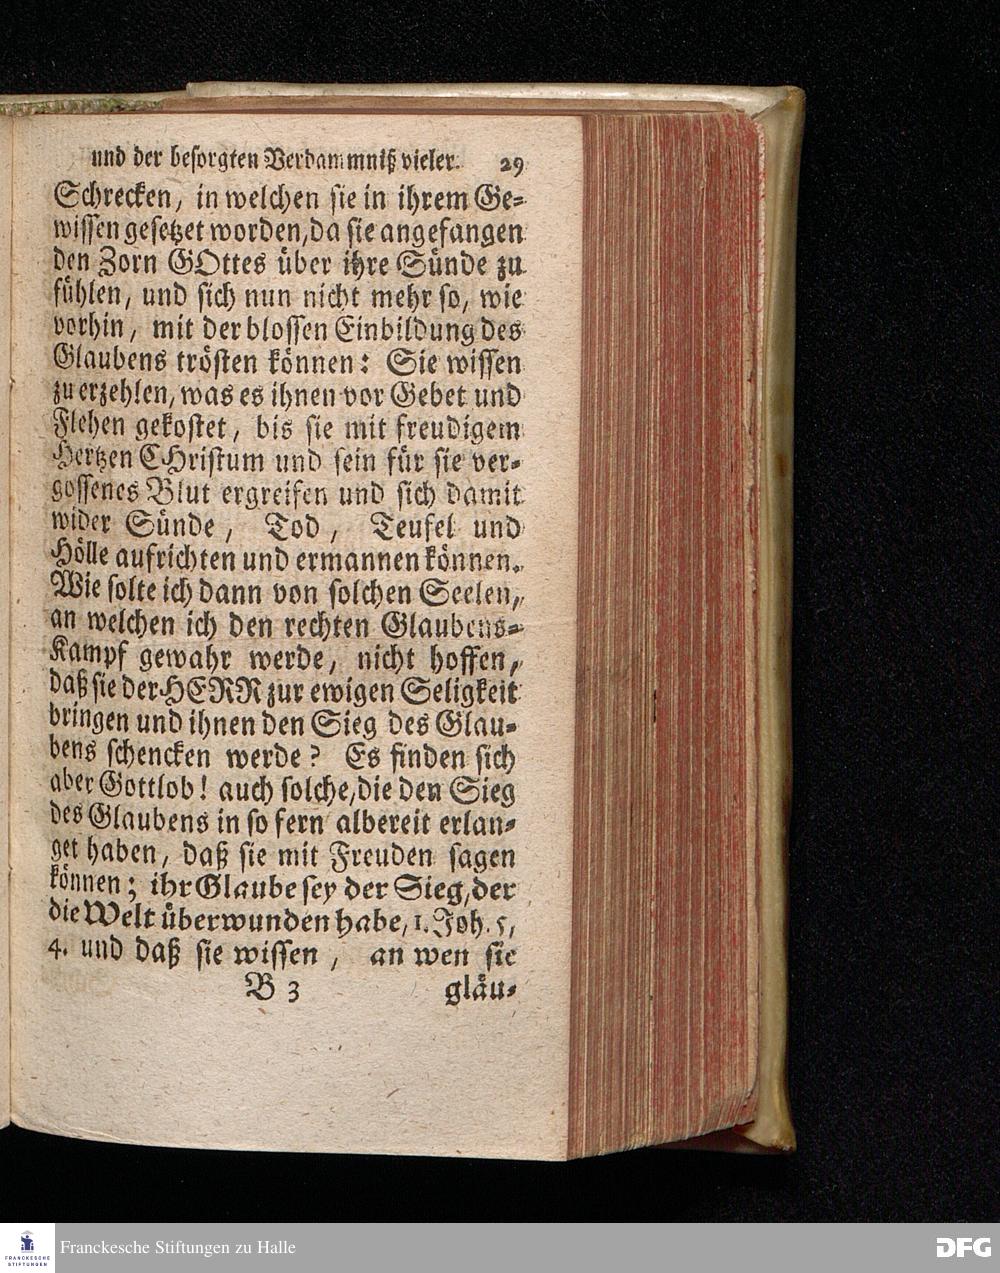 und der besorgten Verdammniß vieler. 29
Schrecken, in welchen sie in ihrem Ge-
wissen gesetzet worden, da sie angefangen
den Zorn GOttes über ihre Sünde zu
fühlen, und sich nun nicht mehr so, wie
vorhin, mit der blossen Einbildung des
Glaubens trösten können: Sie wissen
zu erzehlen, was es ihnen vor Gebet und
Flehen gekostet, bis sie mit freudigem
Hertzen CHristum und sein für sie ver-
gossenes Blut ergreifen und sich damit
wider Sünde, Tod, Teufel und
Hölle aufrichten und ermannen können.
Wie solte ich dann von solchen Seelen,
an welchen ich den rechten Glaubens-
Kampf gewahr werde, nicht hoffen,
daß sie der HERR zur ewigen Seligkeit
bringen und ihnen den Sieg des Glau-
bens schencken werde? Es finden sich
aber Gottlob! auch solche, die den Sieg
des Glaubens in so fern albereit erlan-
get haben, daß sie mit Freuden sagen
können; ihr Glaube sey der Sieg, der
die Welt überwunden habe, 1. Joh. 5,
4. und daß sie wissen, an wen sie
B 3 gläu-
FRANCKESCHE
STIFTUNGEN
Franckesche Stiftungen zu Halle
DFG